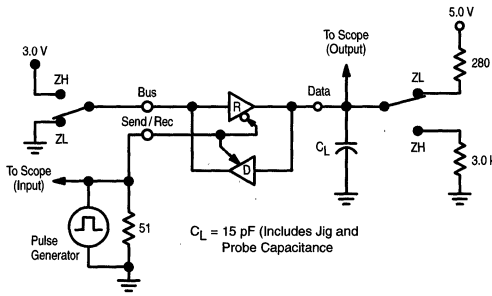 5.0 V
To Scope
(Output)
3.0 V
280
ZH
ZL
Bus
R
Data
Send / Rec
ZL
ZH
CL
3.0
To Scope
(Input)
D
51
Pulse
Generator
CL = 15 pF (Includes Jig and
Probe Capacitance